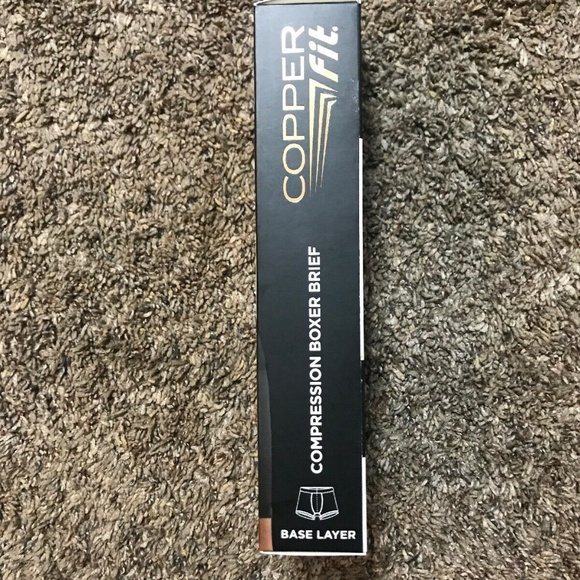 COPPER
fit.
COMPRESSION BOXER BRIEF
BASE LAYER